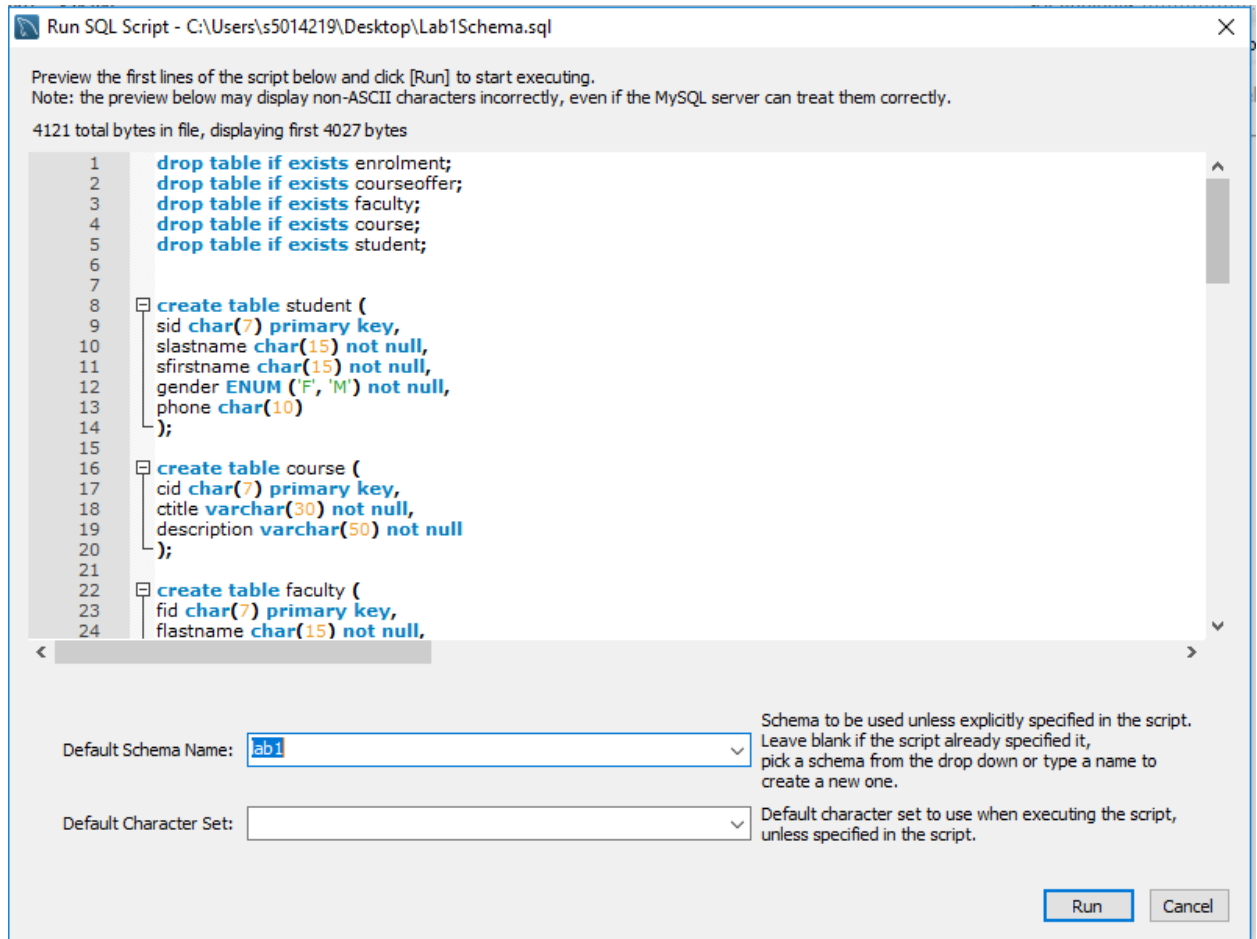 Run SQL Script - C:\Users\s5014219\Desktop\Lab1Schema.sql
Preview the first lines of the script below and click [Run] to start executing.
Note: the preview below may display non-ASCII characters incorrectly, even if the MySQL server can treat them correctly.
4121 total bytes in file, displaying first 4027 bytes
1 drop table if exists enrolment;
2 drop table if exists courseoffer;
3 drop table if exists faculty;
4 drop table if exists course;
5 drop table if exists student;
6
7
8 create table student (
9 sid char(7) primary key,
10 slastname char(15) not null,
11 sfirstname char(15) not null,
12 gender ENUM ('F', 'M') not null,
13 phone char(10)
14 );
15
16 create table course (
17 cid char(7) primary key,
18 ctitle varchar(30) not null,
19 description varchar(50) not null
20 );
21
22 create table faculty (
23 fid char(7) primary key,
24 flastname char(15) not null,
Default Schema Name: lab1
Schema to be used unless explicitly specified in the script.
Leave blank if the script already specified it,
pick a schema from the drop down or type a name to
create a new one.
Default Character Set:
Default character set to use when executing the script,
unless specified in the script.
Run Cancel